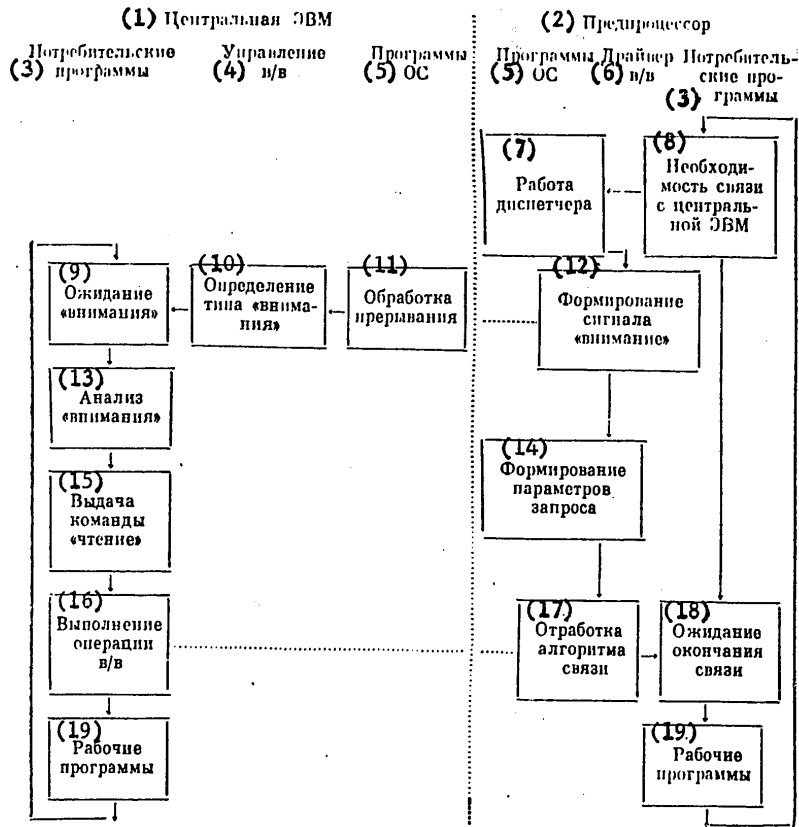 (1) Центральная ЭВМ
(2) Предпроцессор
Потребительские
(3) программы
Управление
(4) в/в
Программы
(5) ОС
Программы
(5) ОС
Драйвер
(6) в/в
Потребитель-
ские про-
(3) граммы
(7)
Работа
диспетчера
(8)
Необходи-
мость связи
с централь-
ной ЭВМ
(9)
Ожидание
«внимания»
(10)
Определение
типа «внима-
ния»
(11)
Обработка
прерывания
(12)
Формирование
сигнала
«внимание»
(13)
Анализ
«внимания»
(14)
Формирование
параметров
запроса
(15)
Выдача
команды
«чтение»
(16)
Выполнение
операции
в/в
(17)
Отработка
алгоритма
связи
(18)
Ожидание
окончания
связи
(19)
Рабочие
программы
(19)
Рабочие
программы